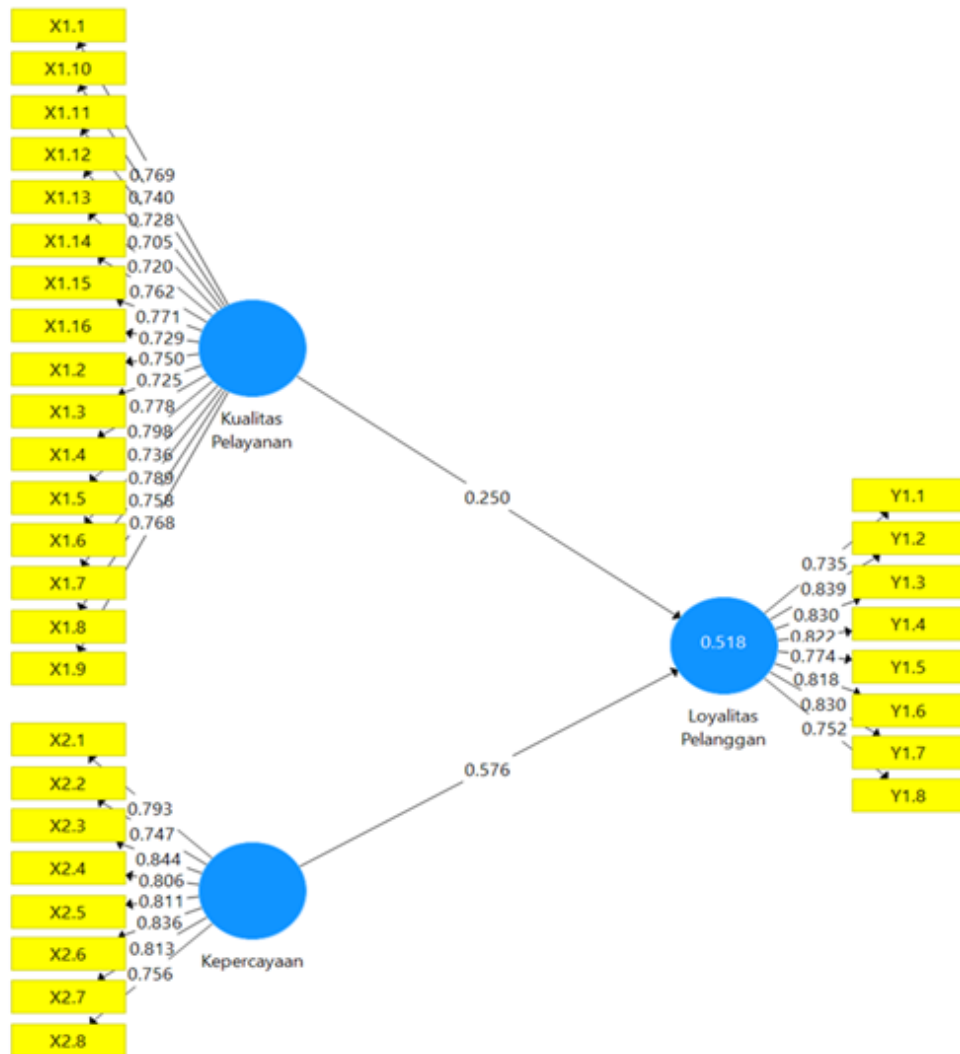 X1.1
X1.10
X1.11
X1.12
X1.13
X1.14
X1.15
X1.16
X1.2
X1.3
X1.4
X1.5
X1.6
X1.7
X1.8
X1.9
0.769
0.740
0.728
0.705
0.720
0.762
0.771
0.729
0.750
0.725
0.778
0.798
0.736
0.789
0.758
0.768
Kualitas
Pelayanan
0.250
X2.1
X2.2
X2.3
X2.4
X2.5
X2.6
X2.7
X2.8
0.793
0.747
0.844
0.806
0.811
0.836
0.813
0.756
Kepercayaan
0.576
0.518
Loyalitas
Pelanggan
0.735
0.839
0.830
0.822
0.774
0.818
0.830
0.752
Y1.1
Y1.2
Y1.3
Y1.4
Y1.5
Y1.6
Y1.7
Y1.8